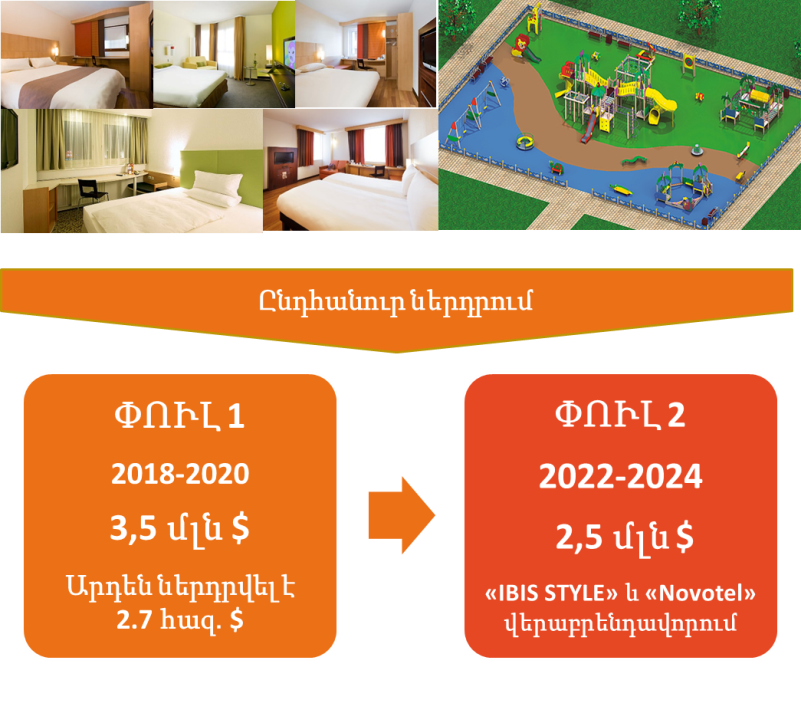 Ընդհանուր ներդրում
ՓՈՒԼ 1
2018-2020
3,5 մլն $
Արդեն ներդրվել է
2.7 հազ. $
ՓՈՒԼ 2
2022-2024
2,5 մլն $
«IBIS STYLE» և «Novotel»
վերաբրենդավորում